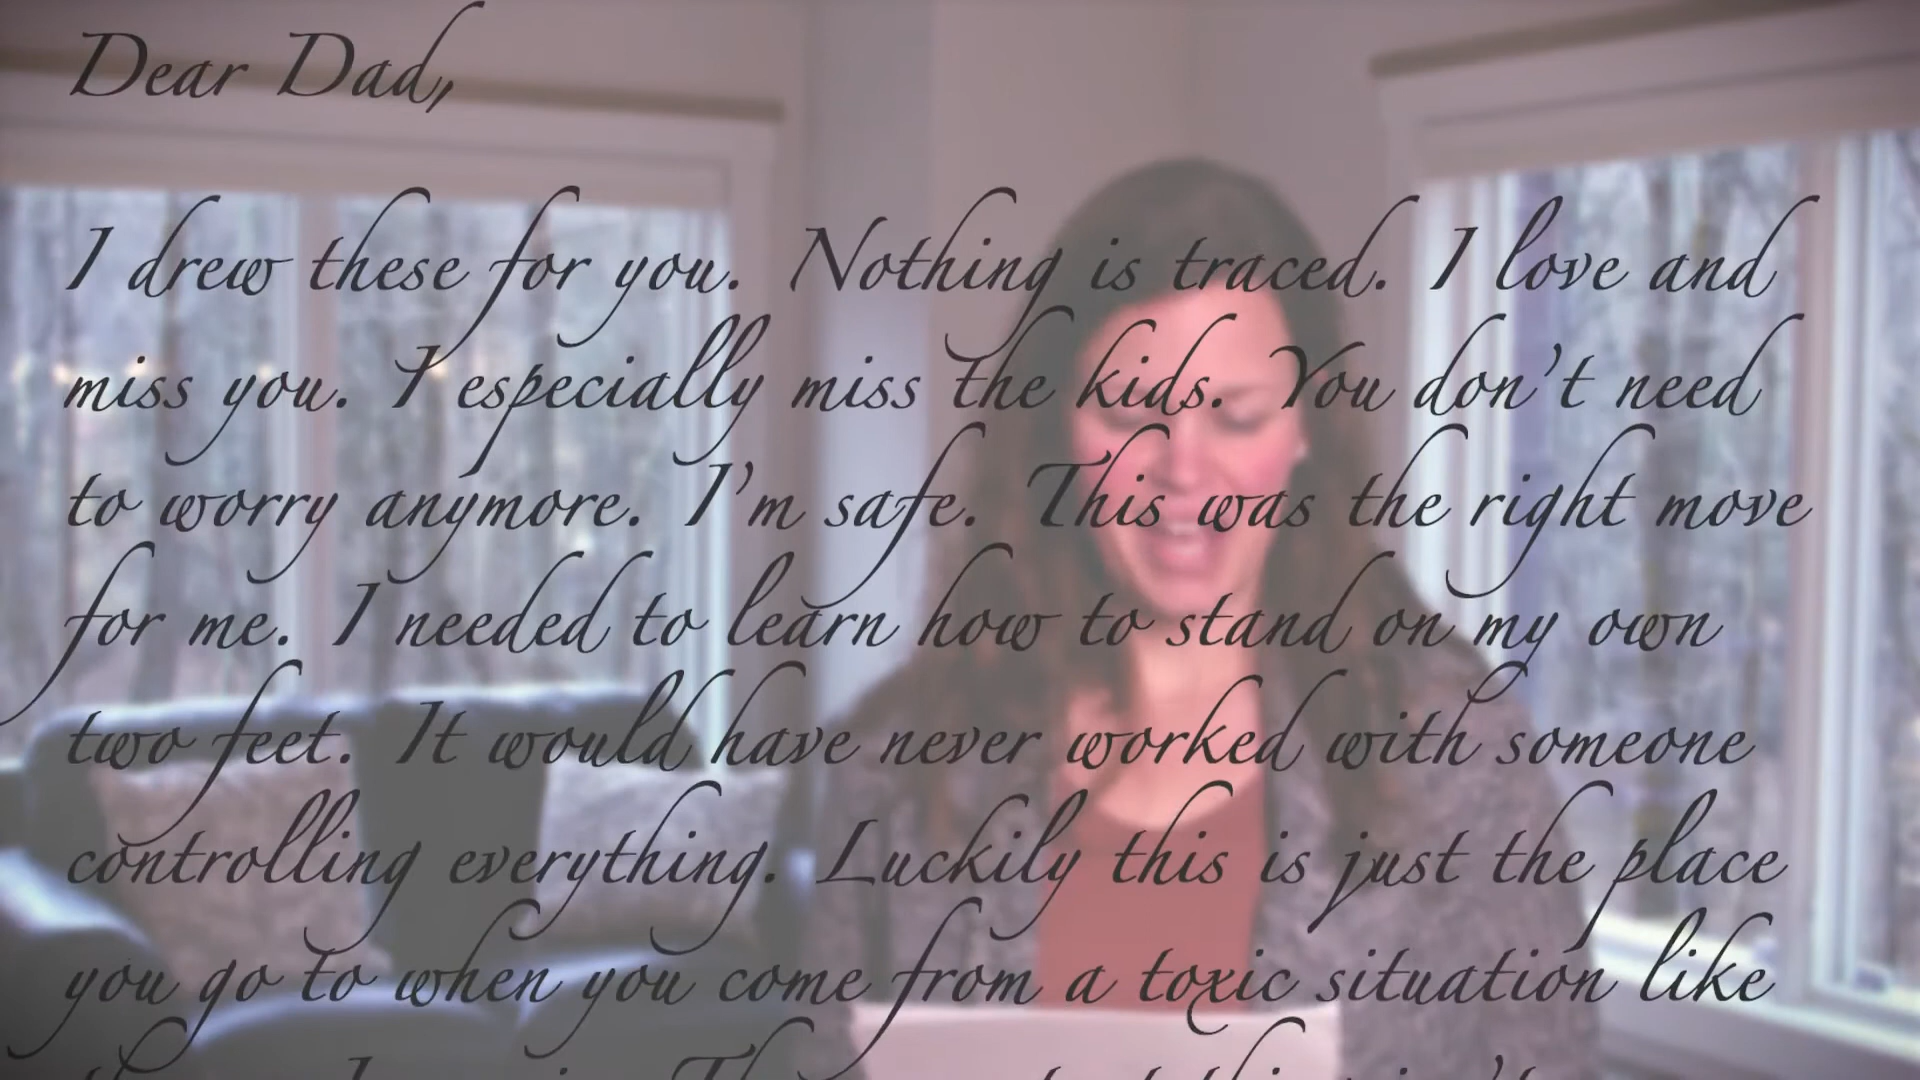 Dear Dad,
I drew these for you. Nothing is traced. I love and
miss you. I especially miss the kids. You don't need
to worry anymore. I'm safe. This was the right move
for me. I needed to learn how to stand on my own
two feet. It would have never worked with someone
controlling everything. Luckily this is just the place
you go to when you come from a toxic situation like